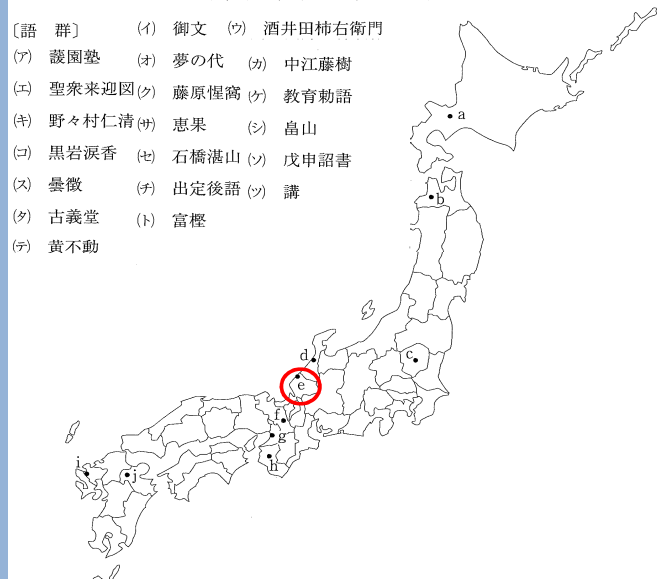 〔語 群〕
㋐ 蘐園塾
㋑ 御文
㋒ 酒井田柿右衛門
㋓ 聖衆来迎図
㋔ 夢の代
㋕ 中江藤樹
㋖ 野々村仁清
㋗ 藤原惺窩
㋘ 教育勅語
㋙ 黒岩涙香
㋚ 恵果
㋛ 畠山
㋜ 曇徴
㋝ 石橋湛山
㋞ 戊申詔書
㋟ 古義堂
㋠ 出定後語
㋡ 講
㋢ 黄不動
㋣ 富樫
a
b
c
d
e
f
g
h
i
j